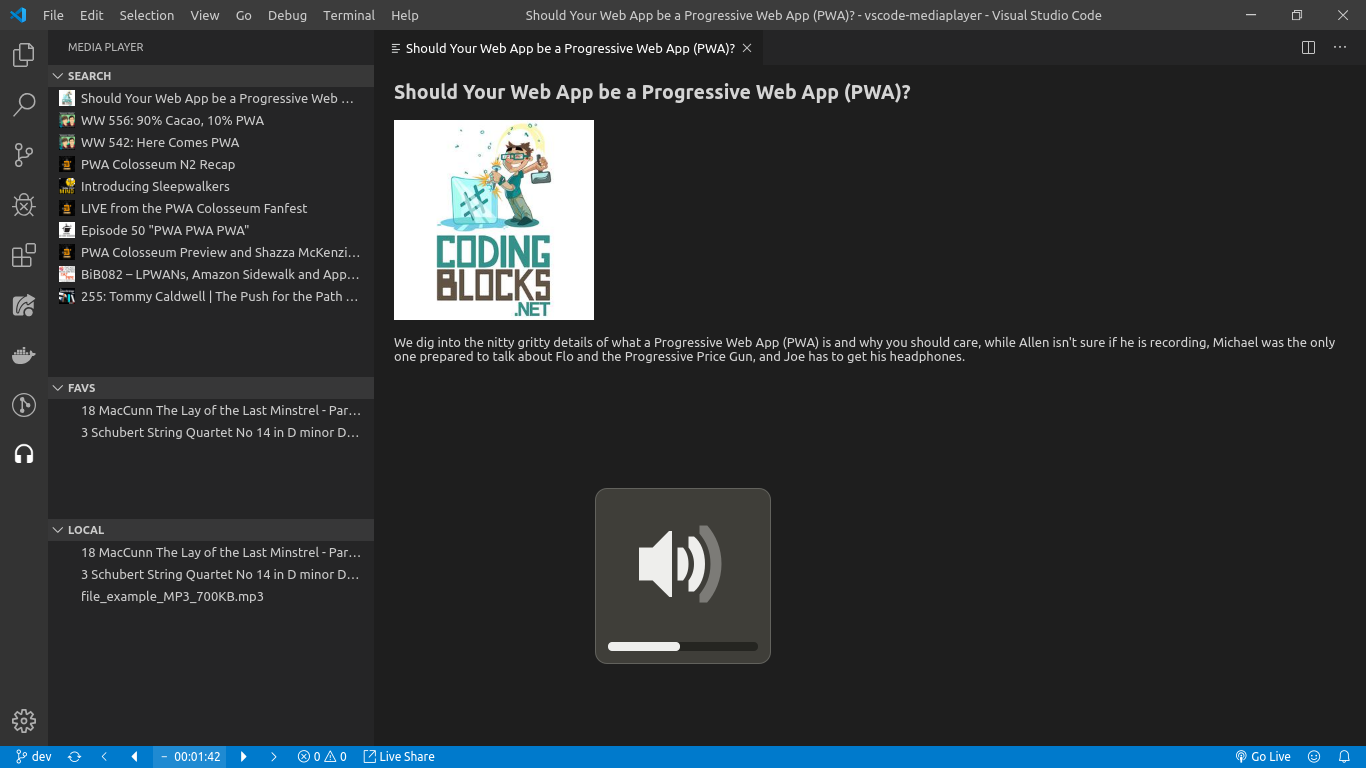 File Edit Selection View Go Debug Terminal Help Should Your Web App be a Progressive Web App (PWA)? - vscode-mediaplayer - Visual Studio Code
MEDIA PLAYER
SEARCH
Should Your Web App be a Progressive Web ...
WW 556: 90% Cacao, 10% PWA
WW 542: Here Comes PWA
PWA Colosseum N2 Recap
Introducing Sleepwalkers
LIVE from the PWA Colosseum Fanfest
Episode 50 "PWA PWA PWA"
PWA Colosseum Preview and Shazza McKenzi...
BiB082 – LPWANs, Amazon Sidewalk and App...
255: Tommy Caldwell | The Push for the Path ...
FAVS
18 MacCunn The Lay of the Last Minstrel - Par...
3 Schubert String Quartet No 14 in D minor D...
LOCAL
18 MacCunn The Lay of the Last Minstrel - Par...
3 Schubert String Quartet No 14 in D minor D...
file_example_MP3_700KB.mp3
Should Your Web App be a Progressive Web App (PWA)?
Should Your Web App be a Progressive Web App (PWA)?
CODING
BLOCKS
.NET
We dig into the nitty gritty details of what a Progressive Web App (PWA) is and why you should care, while Allen isn't sure if he is recording, Michael was the only
one prepared to talk about Flo and the Progressive Price Gun, and Joe has to get his headphones.
dev − 00:01:42 0 0 Live Share Go Live